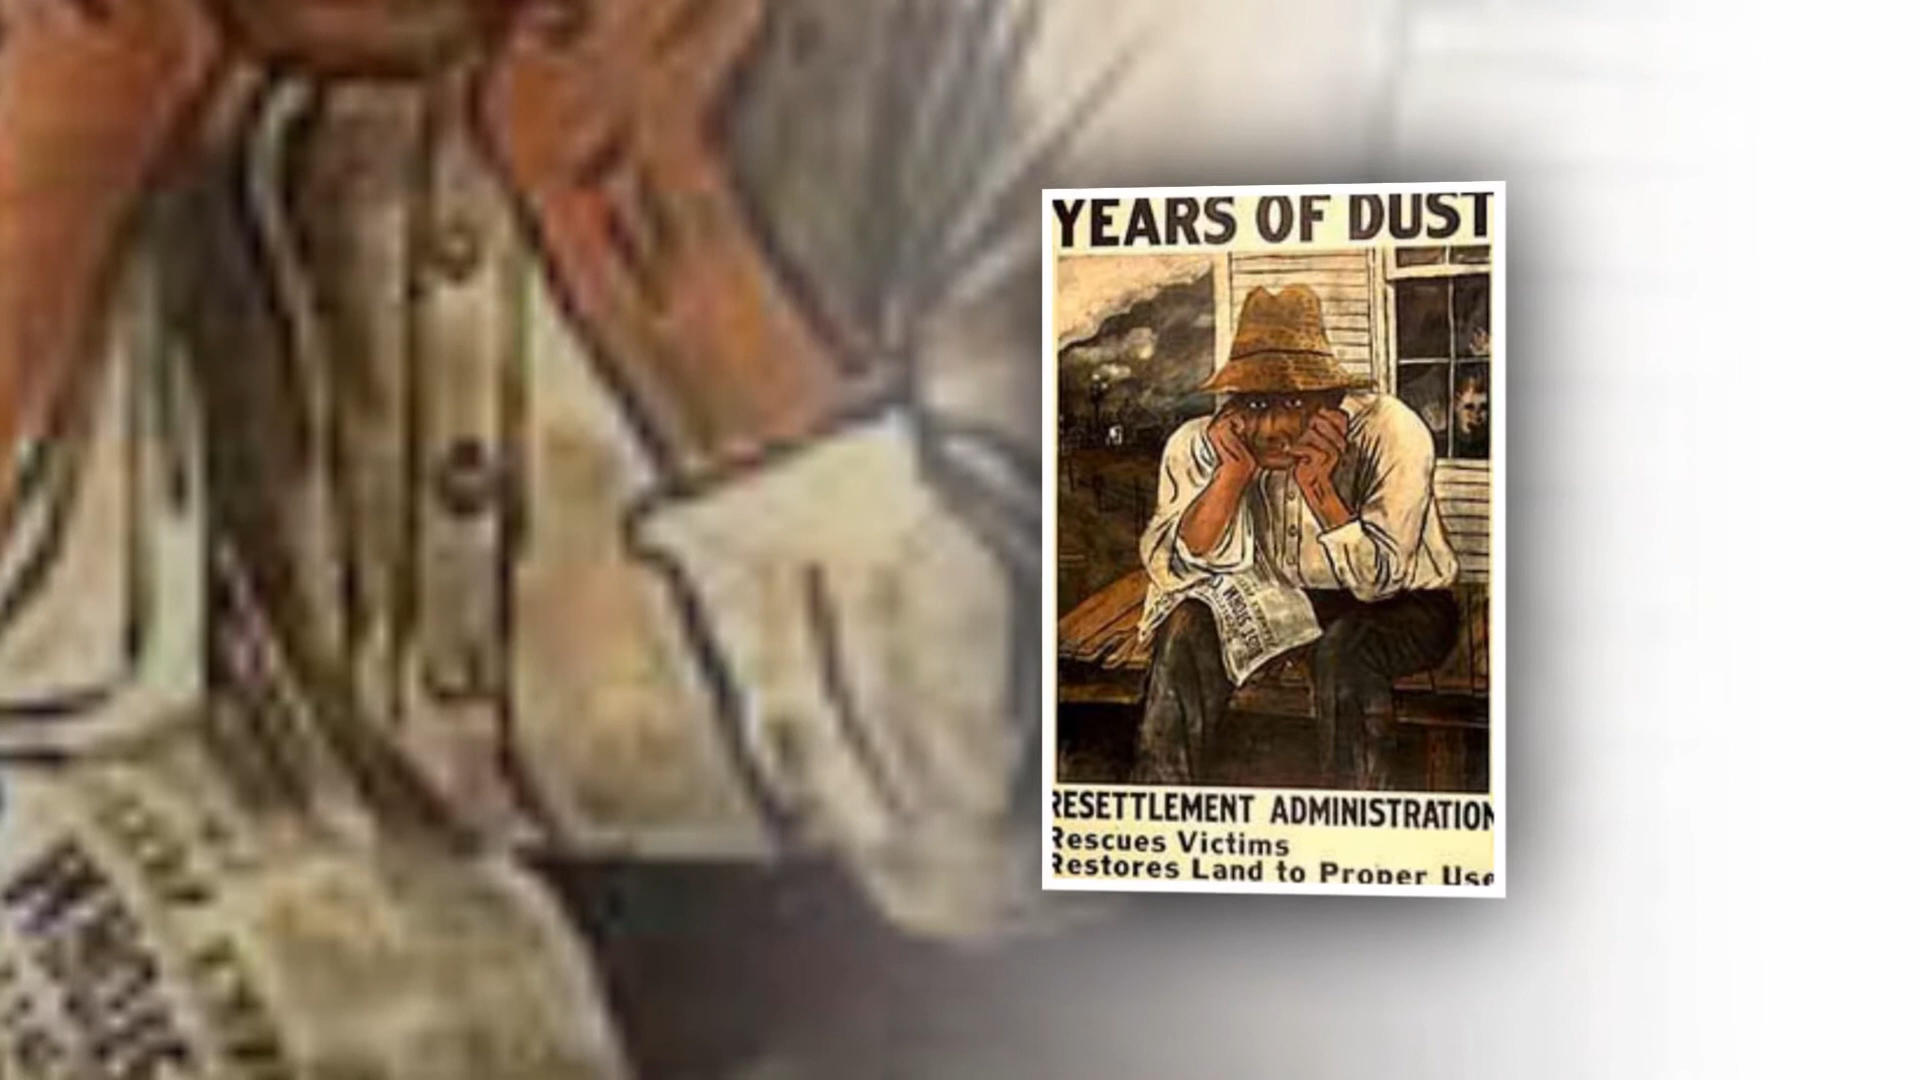 YEARS OF DUST
RESETTLEMENT ADMINISTRATION
Rescues Victims
Restores Land to Proper Use